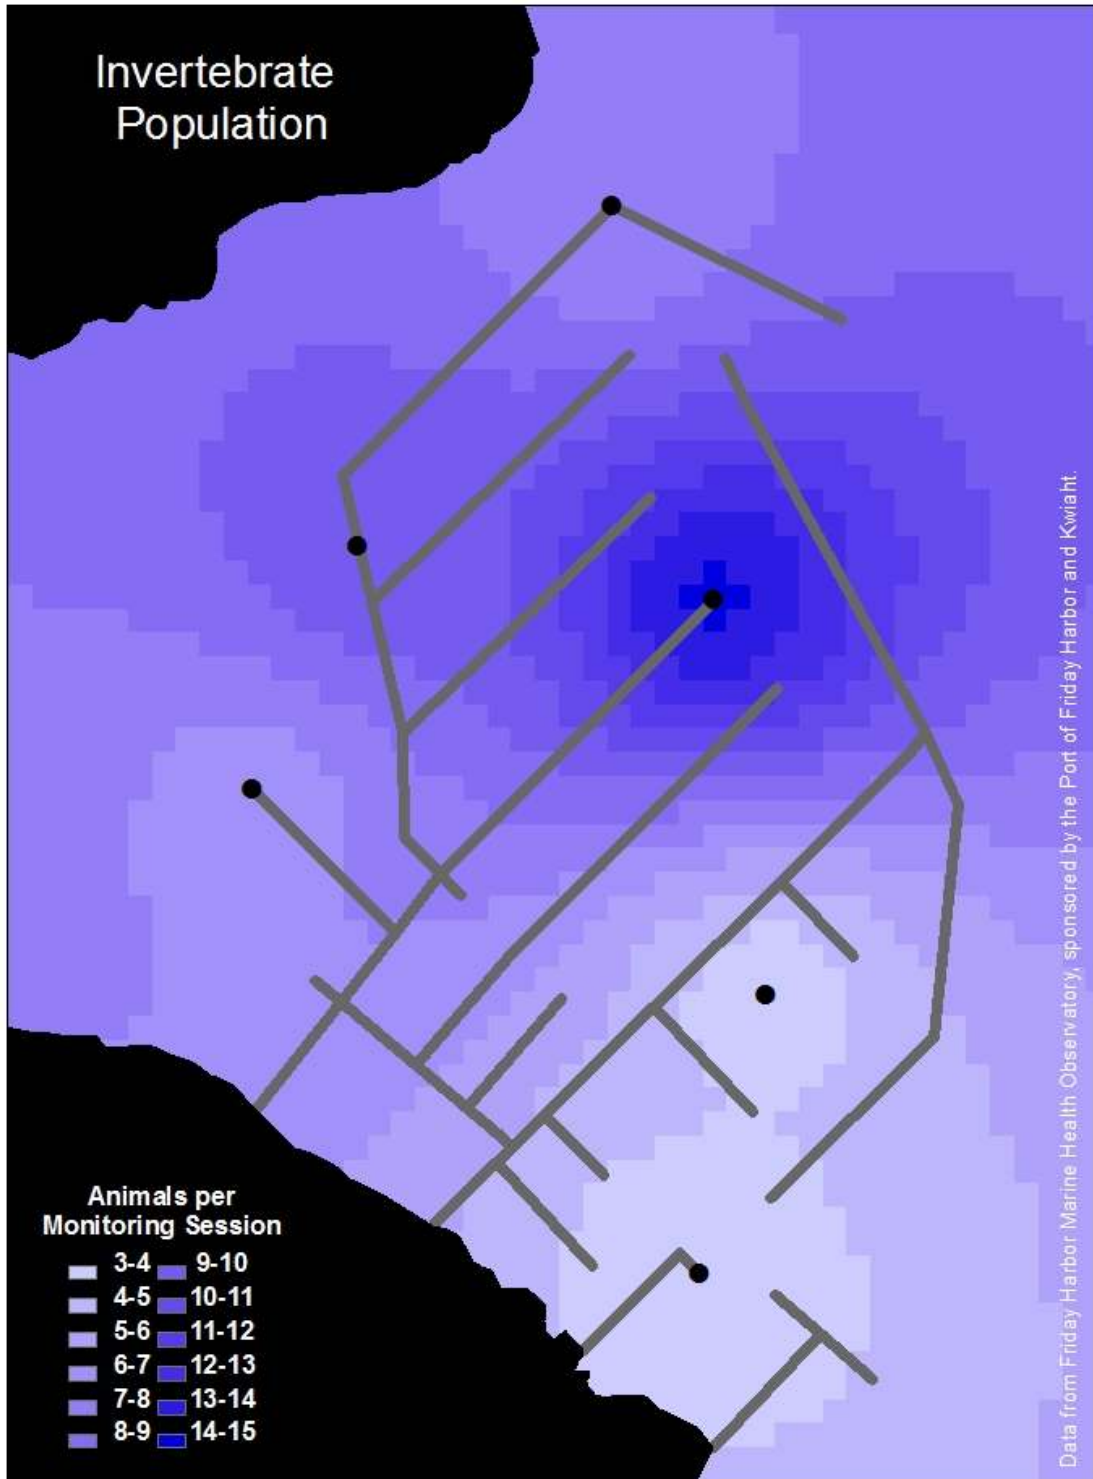 Invertebrate
Population
Animals per
Monitoring Session
3-4 9-10
4-5 10-11
5-6 11-12
6-7 12-13
7-8 13-14
8-9 14-15
Data from Friday Harbor Marine Health Observatory, sponsored by the Port of Friday Harbor and Kwiaht.